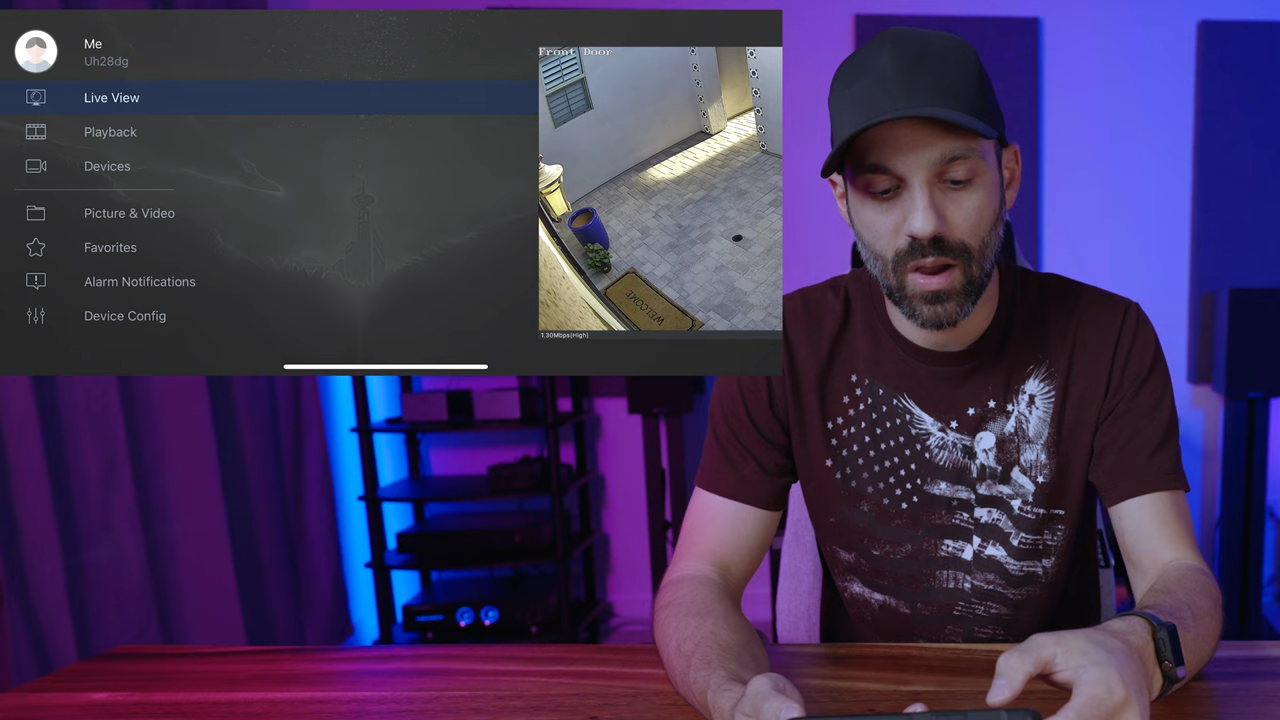 Me
Uh28dg
Live View
Playback
Devices
Picture & Video
Favorites
Alarm Notifications
Device Config
Front Door
WELCOME
1.30Mbps(High)